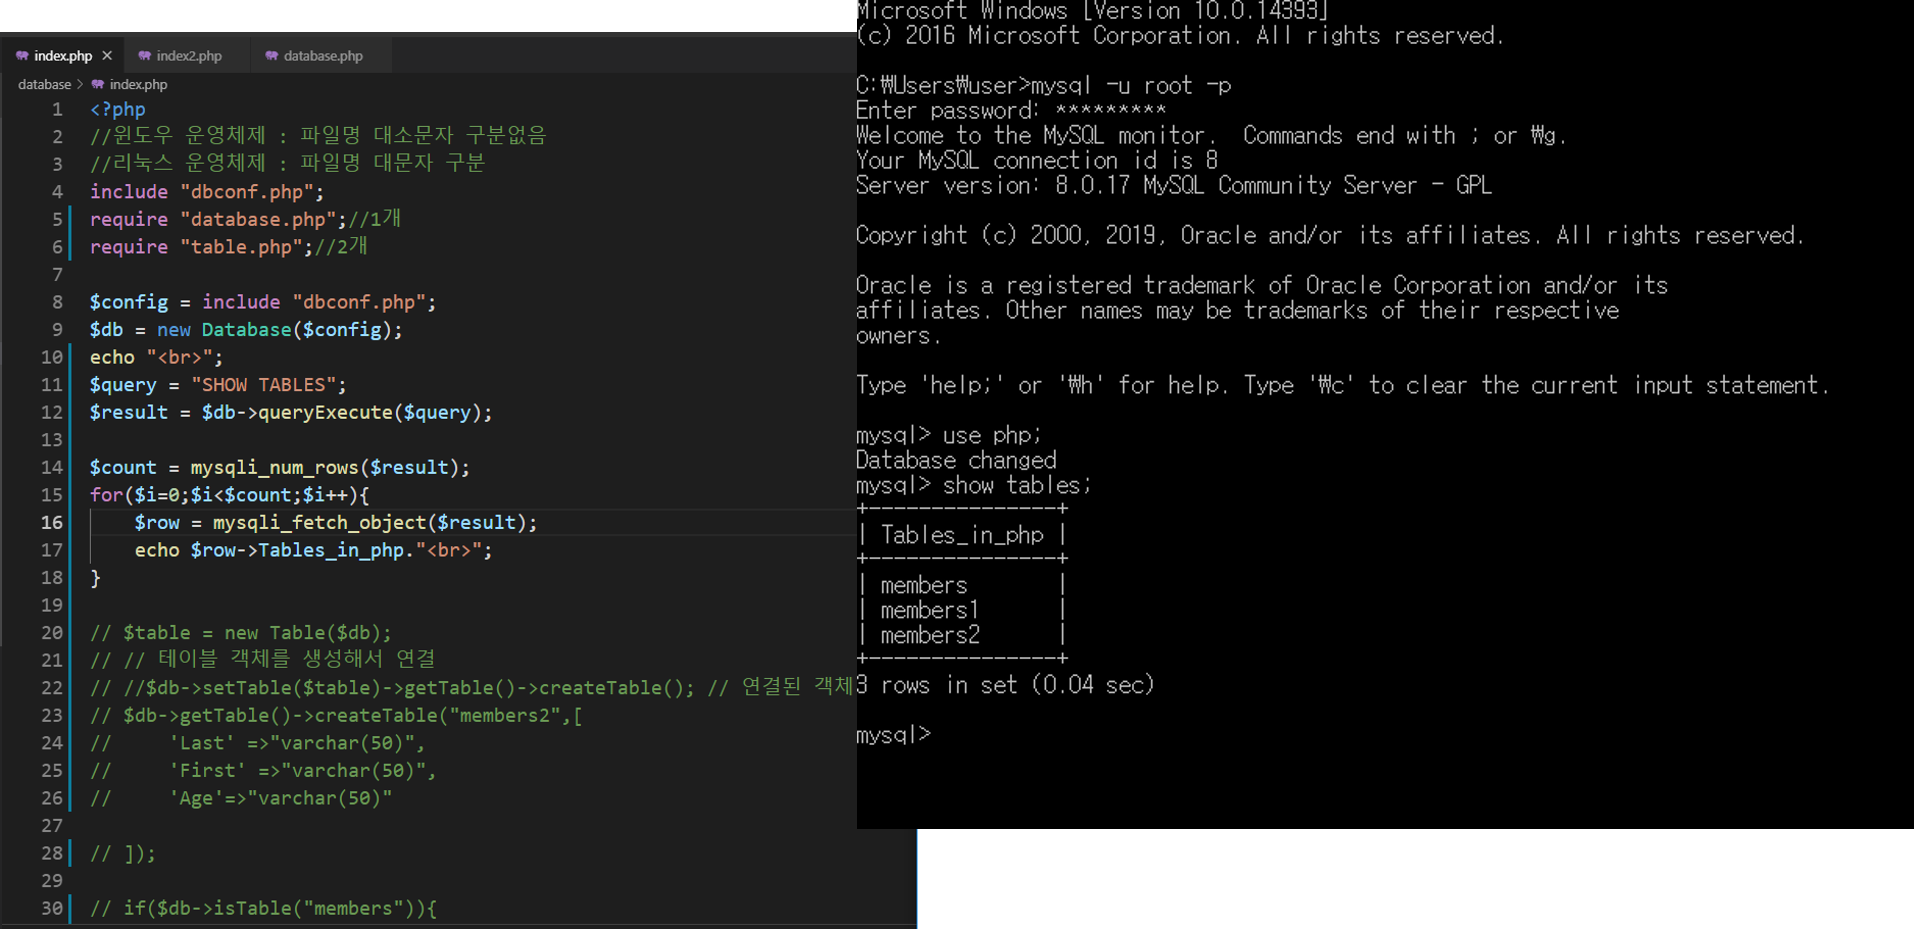 index.php
index2.php
database.php
database > index.php
1 <?php
2 //윈도우 운영체제 : 파일명 대소문자 구분없음
3 //리눅스 운영체제 : 파일명 대문자 구분
4 include "dbconf.php";
5 require "database.php";//1개
6 require "table.php";//2개
7
8 $config = include "dbconf.php";
9 $db = new Database($config);
10 echo "<br>";
11 $query = "SHOW TABLES";
12 $result = $db->queryExecute($query);
13
14 $count = mysqli_num_rows($result);
15 for($i=0;$i<$count;$i++){
16     $row = mysqli_fetch_object($result);
17     echo $row->Tables_in_php."<br>";
18 }
19
20 // $table = new Table($db);
21 // // 테이블 객체를 생성해서 연결
22 // //$db->setTable($table)->getTable()->createTable(); // 연결된 객체
23 // $db->getTable()->createTable("members2",[
24 //     'Last' =>"varchar(50)",
25 //     'First' =>"varchar(50)",
26 //     'Age'=>"varchar(50)"
27
28 // ]);
29
30 // if($db->isTable("members")){
Microsoft Windows [Version 10.0.14393]
(c) 2016 Microsoft Corporation. All rights reserved.
C:₩Users₩user>mysql -u root -p
Enter password: *********
Welcome to the MySQL monitor.  Commands end with ; or ₩g.
Your MySQL connection id is 8
Server version: 8.0.17 MySQL Community Server - GPL
Copyright (c) 2000, 2019, Oracle and/or its affiliates. All rights reserved.
Oracle is a registered trademark of Oracle Corporation and/or its
affiliates. Other names may be trademarks of their respective
owners.
Type 'help;' or '₩h' for help. Type '₩c' to clear the current input statement.
mysql> use php;
Database changed
mysql> show tables;
+---------------+
| Tables_in_php |
+---------------+
| members       |
| members1      |
| members2      |
+---------------+
3 rows in set (0.04 sec)
mysql>